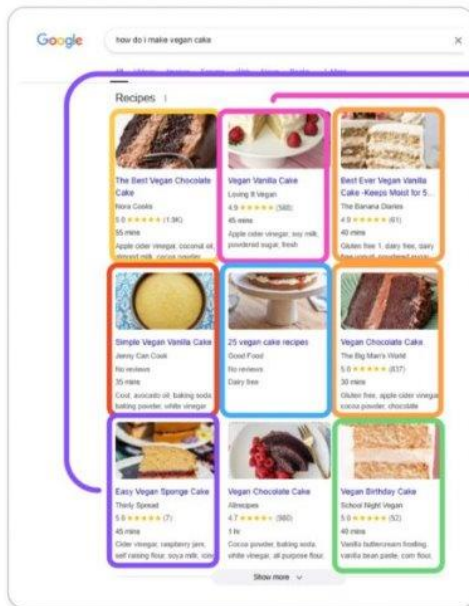 Google
how do i make vegan cake
Recipes
The Best Vegan Chocolate
Cake
Nora Cooks
5.0 ★★★★★ (1.9K)
55 mins
Apple cider vinegar, coconut oil,
almond milk, cocoa powder
Vegan Vanilla Cake
Loving It Vegan
4.9 ★★★★★ (588)
45 mins
Apple cider vinegar, soy milk,
powdered sugar, fresh
Best Ever Vegan Vanilla
Cake -Keeps Moist for 5...
The Banana Diaries
4.9 ★★★★★ (61)
40 mins
Gluten free 1, dairy free, dairy
Simple Vegan Vanilla Cake
Jenny Can Cook
No reviews
35 mins
avocado oil, baking soda,
baking powder, white vinegar
25 vegan cake recipes
Good Food
No reviews
Dairy free
Vegan Chocolate Cake
The Big Man's World
5.0 ★★★★★ (837)
30 mins
Gluten free, apple cider vinegar,
cocoa powder, chocolate
Easy Vegan Sponge Cake
Thinly Spread
5.0 ★★★★★ (7)
45 mins
Cider vinegar, raspberry jam,
self raising flour, soya milk, icing
Vegan Chocolate Cake
Allrecipes
4.7 ★★★★★ (980)
1 hr
Cocoa powder, baking soda,
white vinegar, all purpose flour
Vegan Birthday Cake
School Night Vegan
5.0 ★★★★★ (52)
40 mins
Vanilla buttercream frosting,
vanilla bean paste, corn flour,
Show more